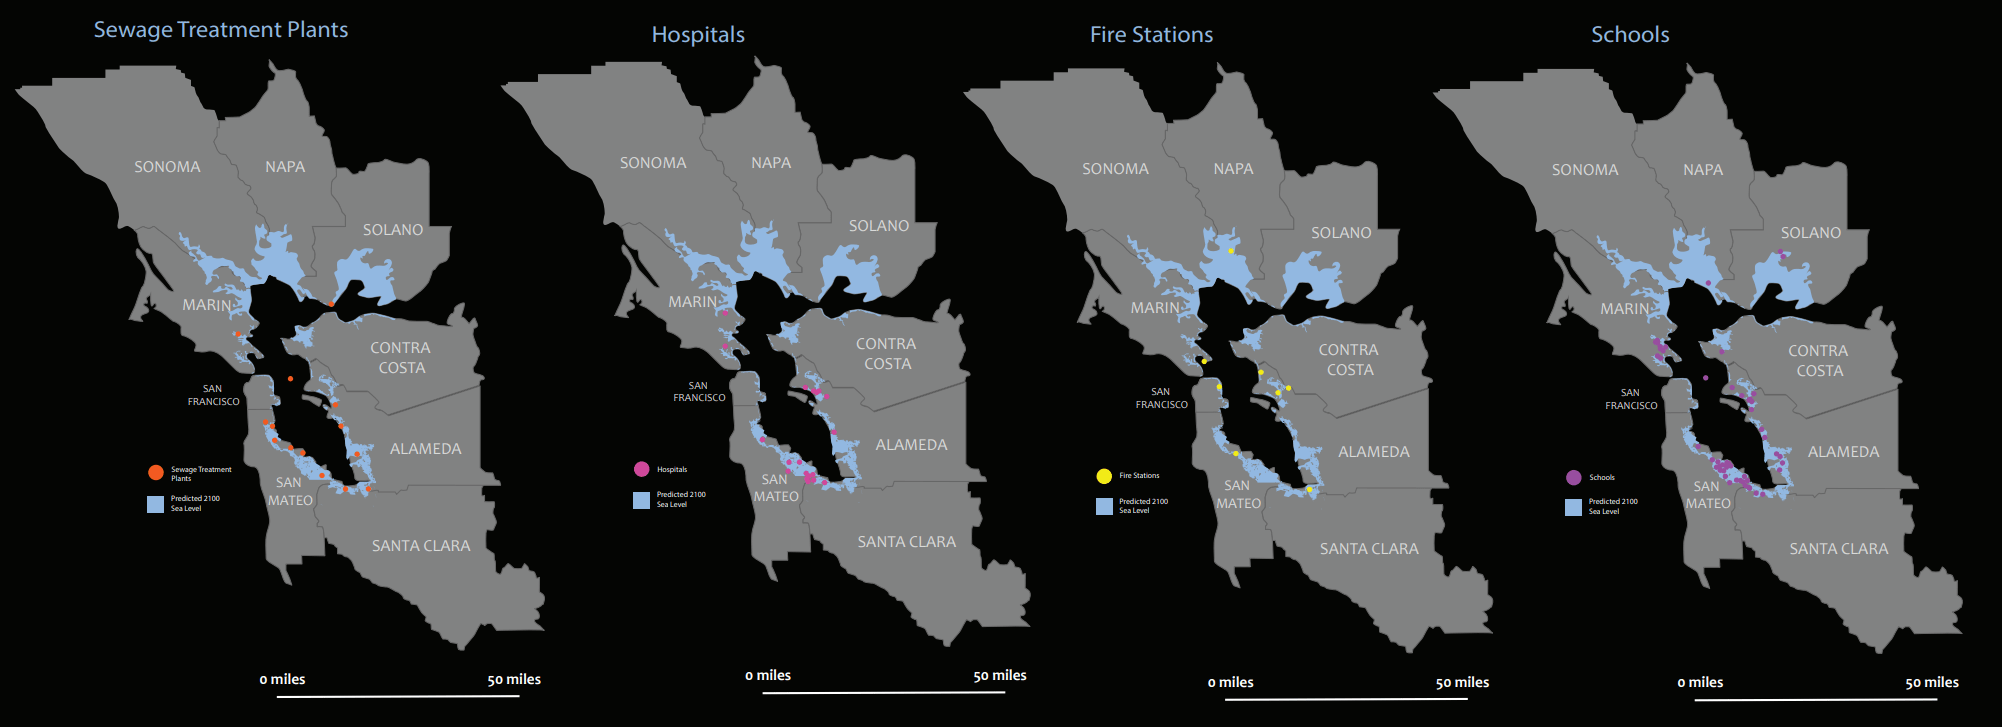 Sewage Treatment Plants
SONOMA
NAPA
SOLANO
MARIN
CONTRA
COSTA
SAN
FRANCISCO
ALAMEDA
SAN
MATEO
SANTA CLARA
Sewage Treatment
Plants
Predicted 2100
Sea Level
0 miles
50 miles
Hospitals
SONOMA
NAPA
SOLANO
MARIN
CONTRA
COSTA
SAN
FRANCISCO
ALAMEDA
SAN
MATEO
SANTA CLARA
Hospitals
Predicted 2100
Sea Level
0 miles
50 miles
Fire Stations
SONOMA
NAPA
SOLANO
MARIN
CONTRA
COSTA
SAN
FRANCISCO
ALAMEDA
SAN
MATEO
SANTA CLARA
Fire Stations
Predicted 2100
Sea Level
0 miles
50 miles
Schools
SONOMA
NAPA
SOLANO
MARIN
CONTRA
COSTA
SAN
FRANCISCO
ALAMEDA
SAN
MATEO
SANTA CLARA
Schools
Predicted 2100
Sea Level
0 miles
50 miles